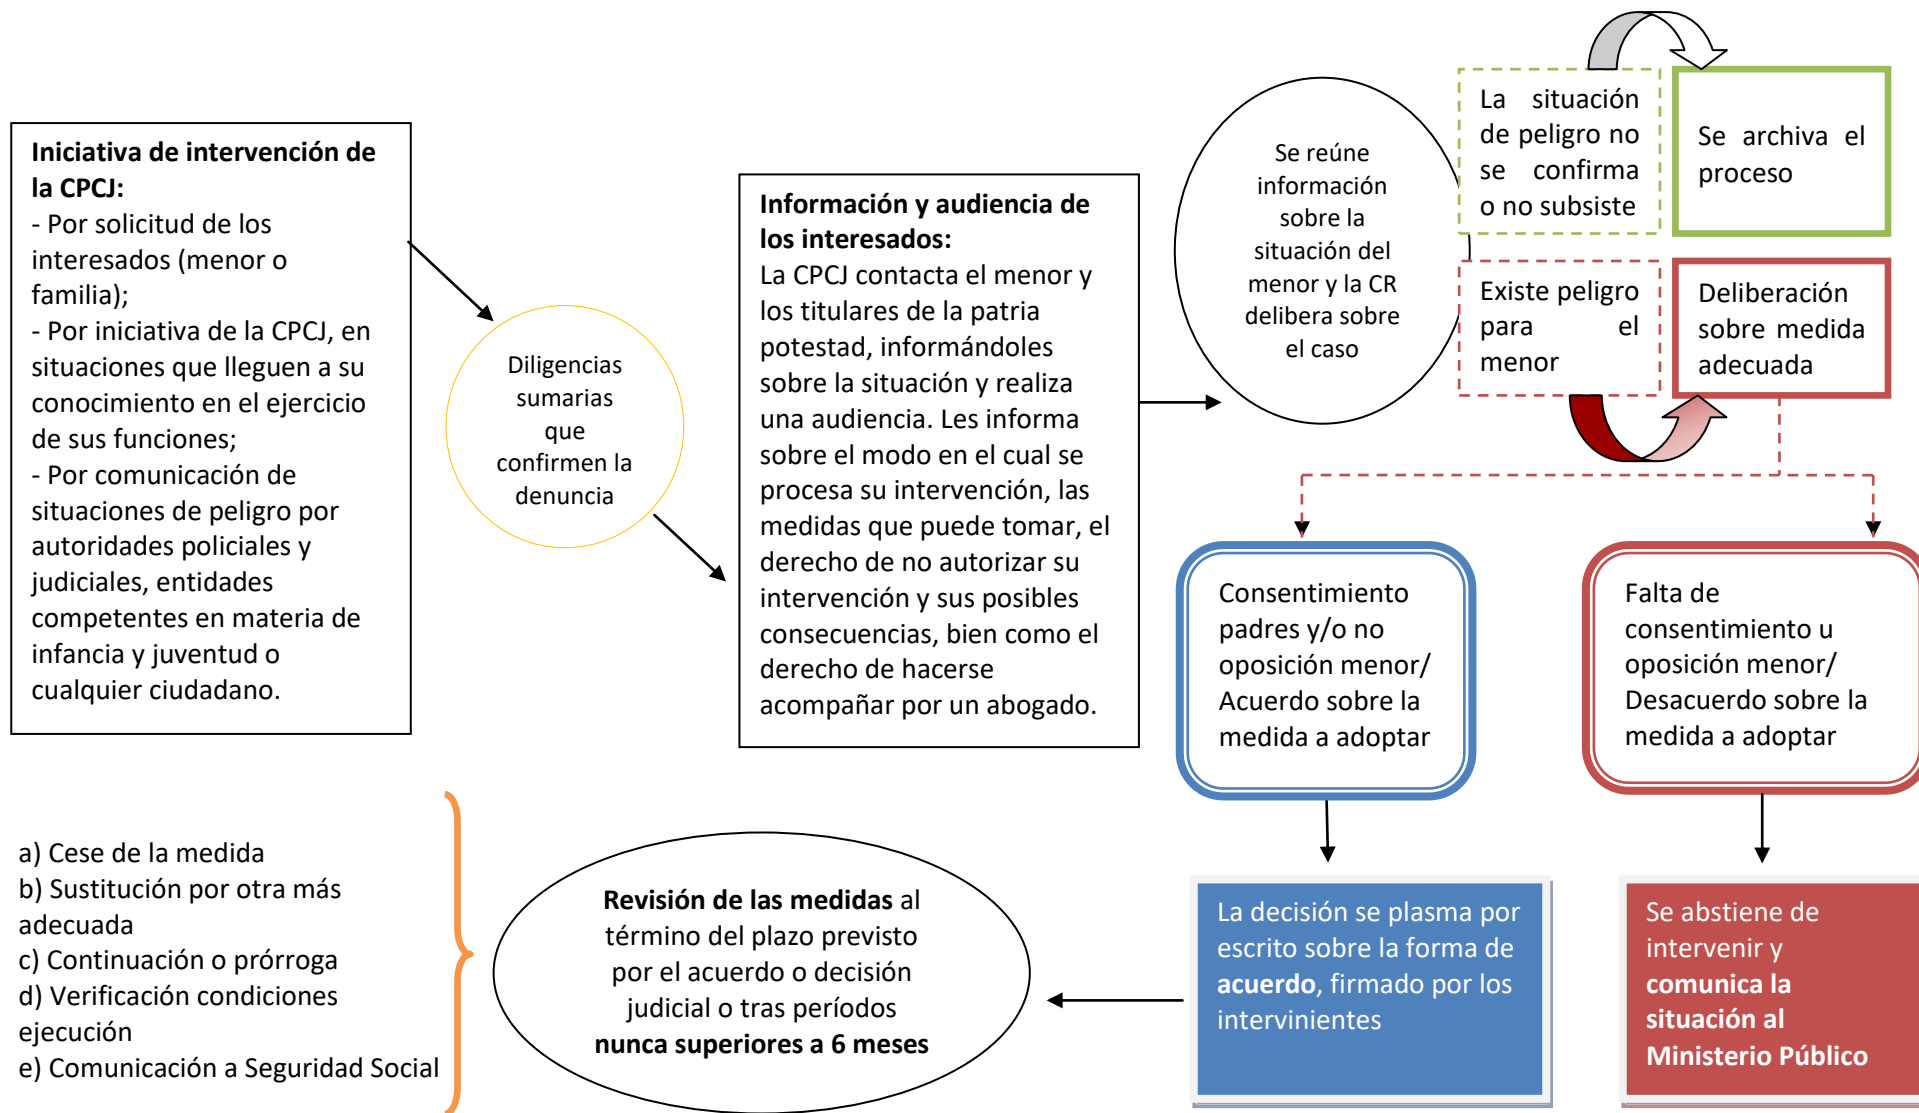 Iniciativa de intervención de
la CPCJ:
- Por solicitud de los
interesados (menor o
familia);
- Por iniciativa de la CPCJ, en
situaciones que lleguen a su
conocimiento en el ejercicio
de sus funciones;
- Por comunicación de
situaciones de peligro por
autoridades policiales y
judiciales, entidades
competentes en materia de
infancia y juventud o
cualquier ciudadano.
Diligencias
sumarias
que
confirmen la
denuncia
Información y audiencia de
los interesados:
La CPCJ contacta el menor y
los titulares de la patria
potestad, informándoles
sobre la situación y realiza
una audiencia. Les informa
sobre el modo en el cual se
procesa su intervención, las
medidas que puede tomar, el
derecho de no autorizar su
intervención y sus posibles
consecuencias, bien como el
derecho de hacerse
acompañar por un abogado.
Se reúne
información
sobre la
situación del
menor y la CR
delibera sobre
el caso
La situación
de peligro no
se confirma
o no subsiste
Se archiva el
proceso
Existe peligro
para el
menor
Deliberación
sobre medida
adecuada
Consentimiento
padres y/o no
oposición menor/
Acuerdo sobre la
medida a adoptar
Falta de
consentimiento u
oposición menor/
Desacuerdo sobre la
medida a adoptar
La decisión se plasma por
escrito sobre la forma de
acuerdo, firmado por los
intervinientes
Se abstiene de
intervenir y
comunica la
situación al
Ministerio Público
Revisión de las medidas al
término del plazo previsto
por el acuerdo o decisión
judicial o tras períodos
nunca superiores a 6 meses
a) Cese de la medida
b) Sustitución por otra más
adecuada
c) Continuación o prórroga
d) Verificación condiciones
ejecución
e) Comunicación a Seguridad Social